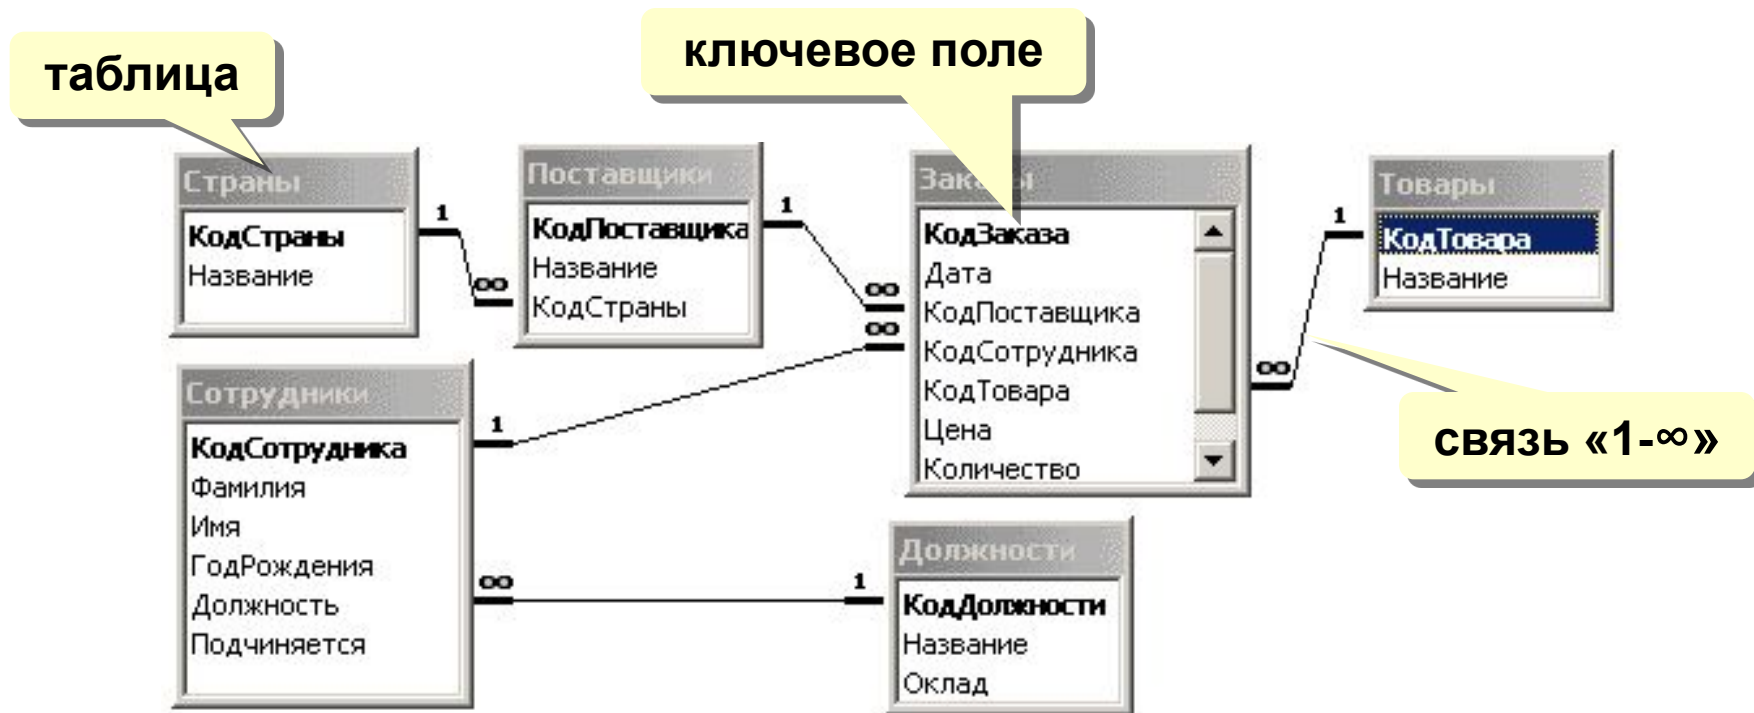 таблица
ключевое поле
Страны
КодСтраны
Название
1
∞
Поставщики
КодПоставщика
Название
КодСтраны
1
∞
∞
Заказы
КодЗаказа
Дата
КодПоставщика
КодСотрудника
КодТовара
Цена
Количество
Товары
КодТовара
Название
1
∞
связь «1-∞»
Сотрудники
КодСотрудника
Фамилия
Имя
ГодРождения
Должность
Подчиняется
1
∞
1
Должности
КодДолжности
Название
Оклад